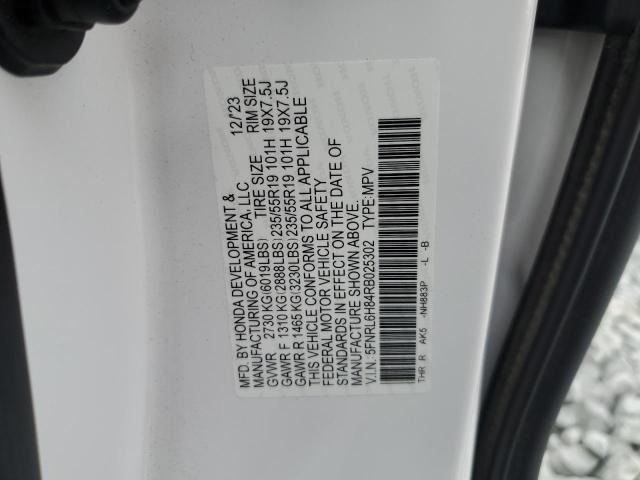 MFD. BY HONDA DEVELOPMENT & 12/'23
MANUFACTURING OF AMERICA, LLC TIRE SIZE RIM SIZE
GVWR 2730 KG(6019LBS)
GAWR F 1310 KG(2888LBS) 235/55R19 101H 19X7.5J
GAWR R 1465 KG(3230LBS) 235/55R19 101H 19X7.5J
THIS VEHICLE CONFORMS TO ALL APPLICABLE
FEDERAL MOTOR VEHICLE SAFETY
STANDARDS IN EFFECT ON THE DATE OF
MANUFACTURE SHOWN ABOVE.
V.I.N.:5FNRL6H84RB025302 TYPE:MPV
THR R AK5 -NH883P -L -B